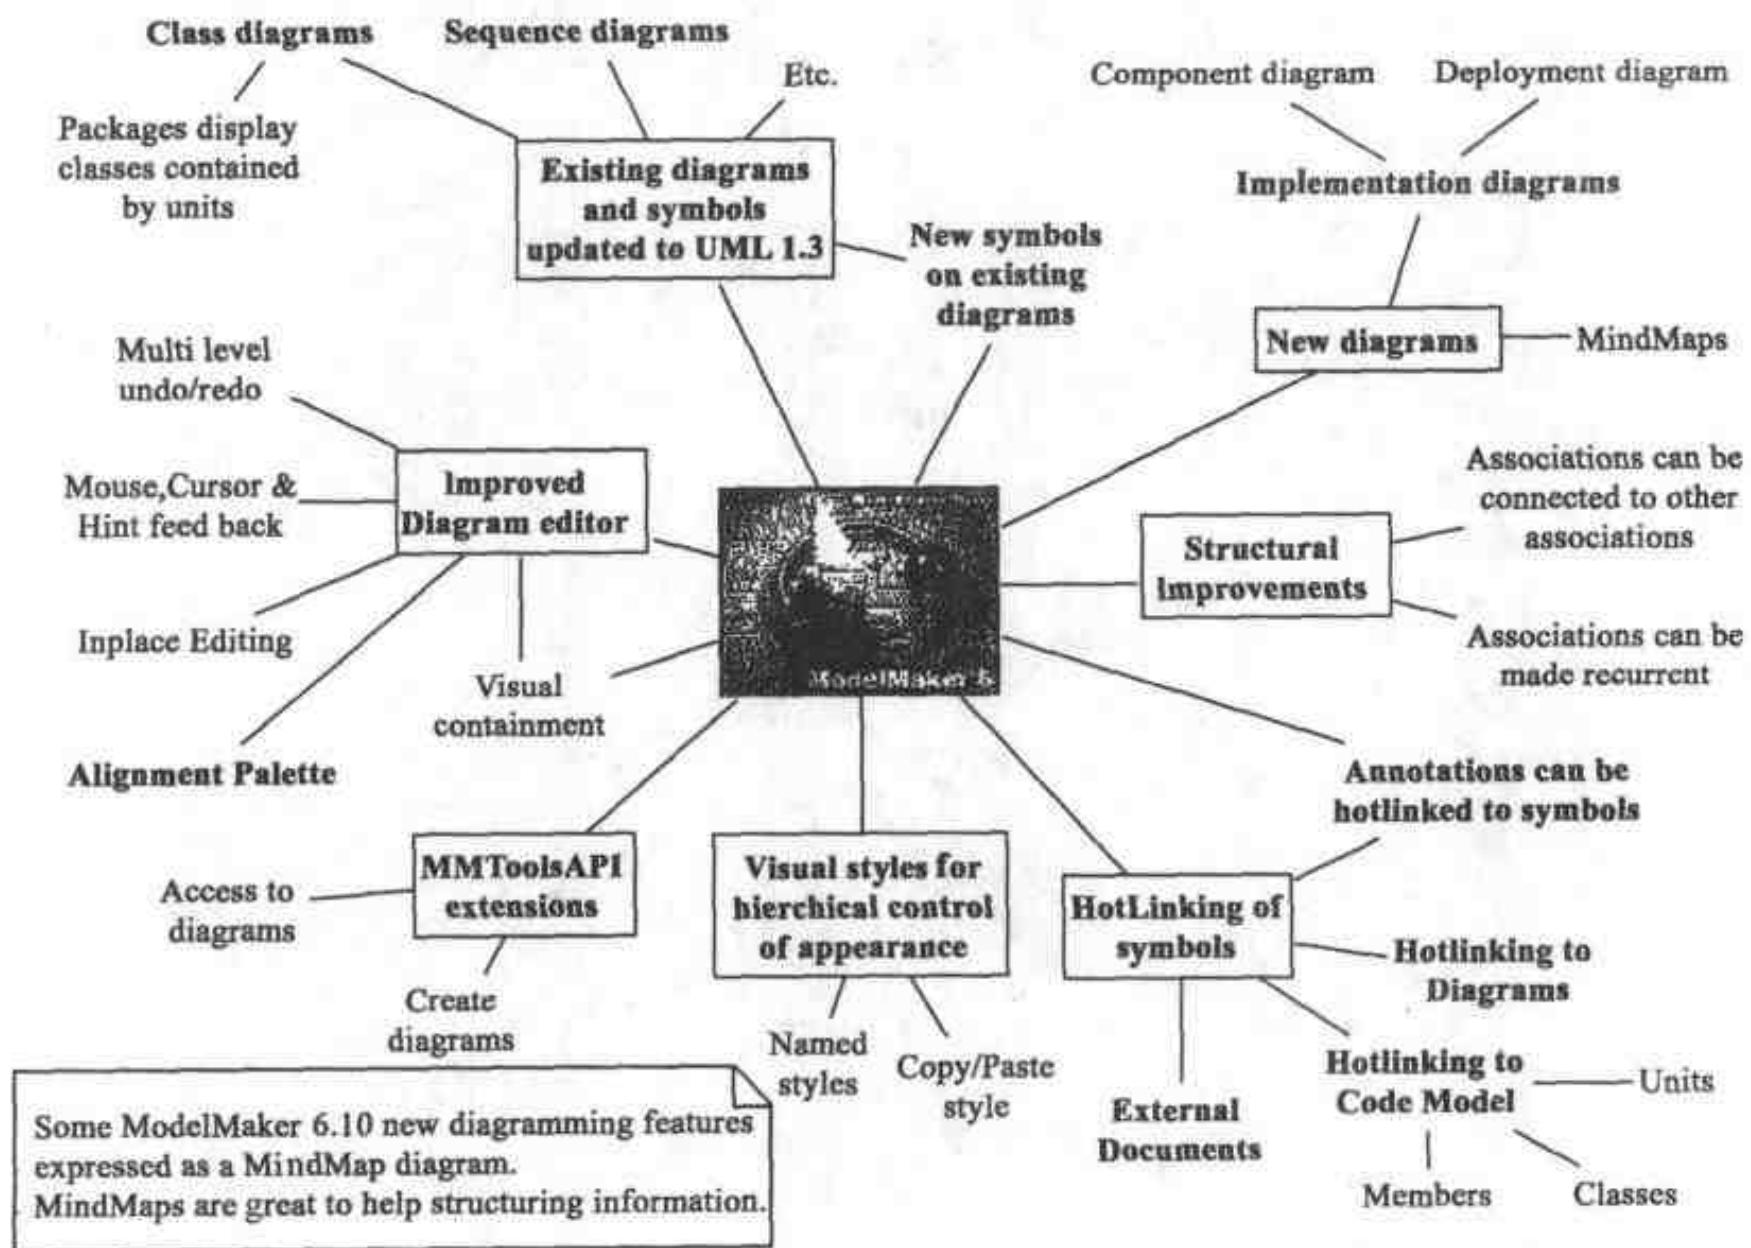 Class diagrams
Sequence diagrams
Etc.
Component diagram
Deployment diagram
Packages display
classes contained
by units
Existing diagrams
and symbols
updated to UML 1.3
Implementation diagrams
New symbols
on existing
diagrams
New diagrams
MindMaps
Multi level
undo/redo
Mouse,Cursor &
Hint feed back
Improved
Diagram editor
Associations can be
connected to other
associations
Structural
improvements
Inplace Editing
Visual
containment
ModelMaker 6
Associations can be
made recurrent
Alignment Palette
Annotations can be
hotlinked to symbols
Access to
diagrams
MMToolsAPI
extensions
Visual styles for
hierchical control
of appearance
HotLinking of
symbols
Hotlinking to
Diagrams
Create
diagrams
Named
styles
Copy/Paste
style
External
Documents
Hotlinking to
Code Model
Units
Members
Classes
Some ModelMaker 6.10 new diagramming features
expressed as a MindMap diagram.
MindMaps are great to help structuring information.